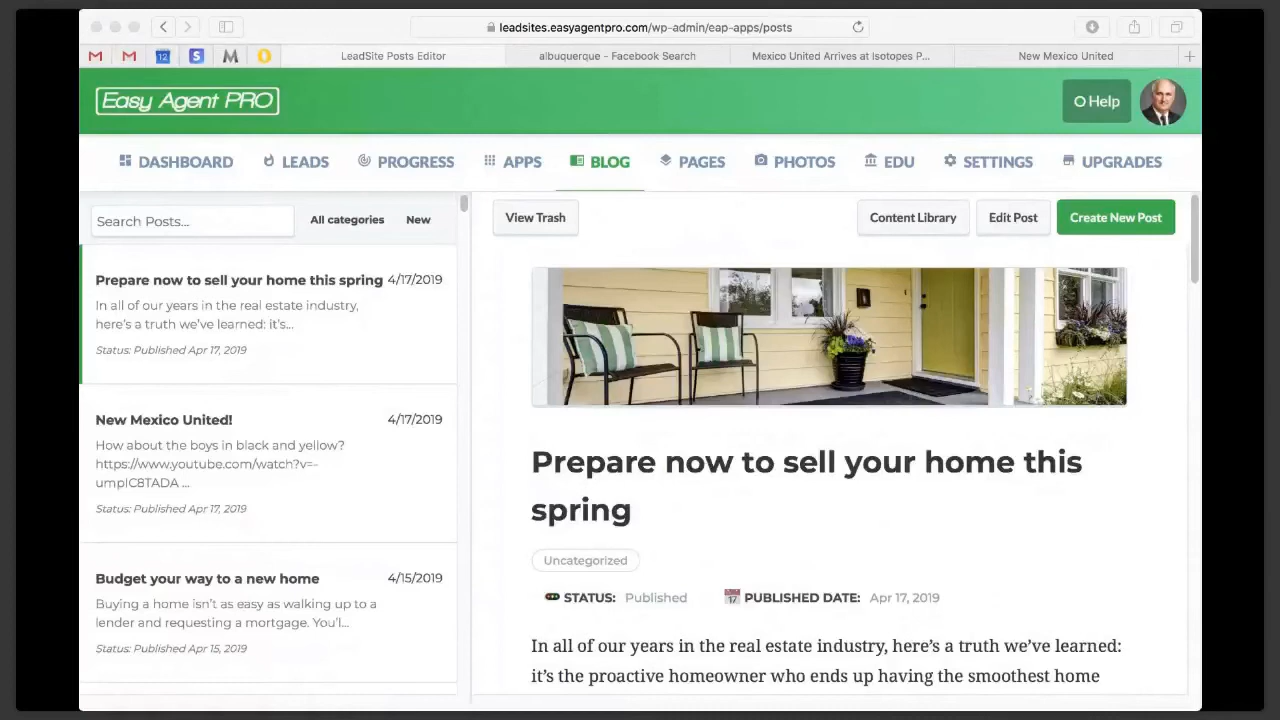 leadsites.easyagentpro.com/wp-admin/eap-apps/posts
12
S
LeadSite Posts Editor
albuquerque - Facebook Search
Mexico United Arrives at Isotopes P...
New Mexico United
Easy Agent PRO
Help
DASHBOARD
LEADS
PROGRESS
APPS
BLOG
PAGES
PHOTOS
EDU
SETTINGS
UPGRADES
Search Posts...
All categories
New
View Trash
Content Library
Edit Post
Create New Post
Prepare now to sell your home this spring 4/17/2019
In all of our years in the real estate industry,
here's a truth we've learned: it's...
Status: Published Apr 17, 2019
New Mexico United! 4/17/2019
How about the boys in black and yellow?
https://www.youtube.com/watch?v=-
umpIC8TADA ...
Status: Published Apr 17, 2019
Budget your way to a new home 4/15/2019
Buying a home isn't as easy as walking up to a
lender and requesting a mortgage. You'l...
Status: Published Apr 15, 2019
Prepare now to sell your home this
spring
Uncategorized
STATUS: Published
17 PUBLISHED DATE: Apr 17, 2019
In all of our years in the real estate industry, here's a truth we've learned:
it's the proactive homeowner who ends up having the smoothest home